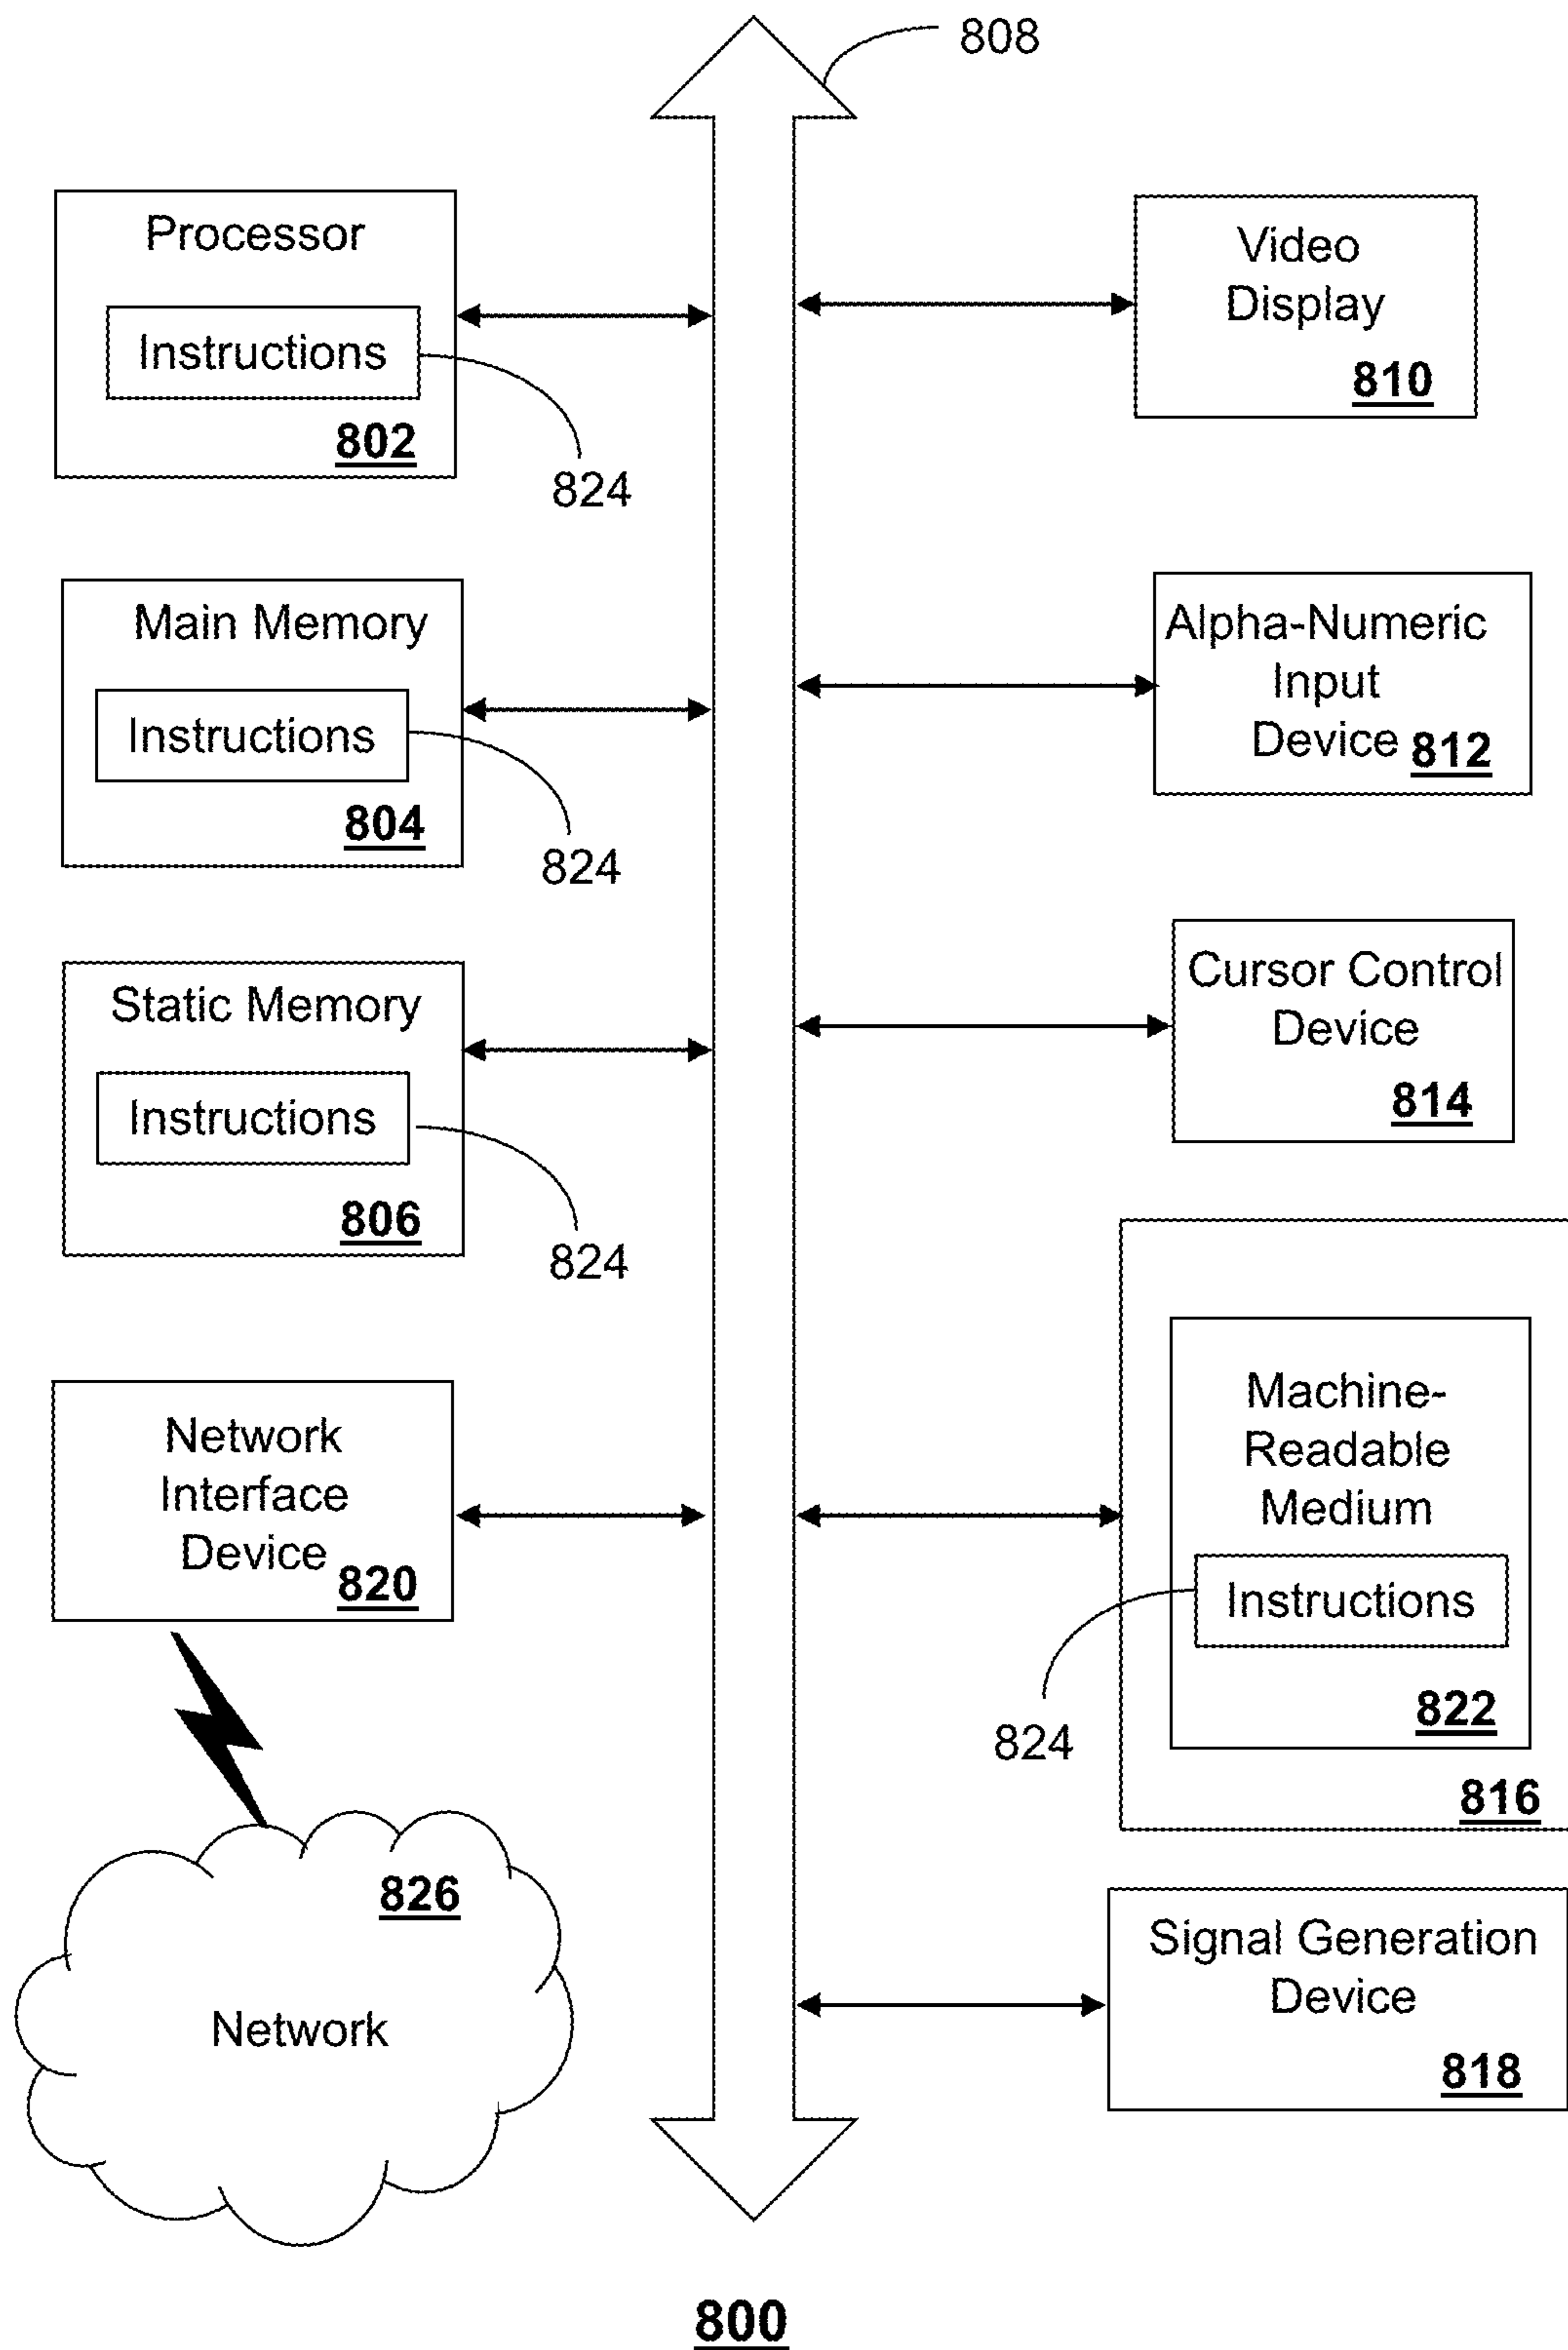 808
Processor
Instructions
802
824
Main Memory
Instructions
804
824
Static Memory
Instructions
806
824
Network
Interface
Device
820
826
Network
Video
Display
810
Alpha-Numeric
Input
Device 812
Cursor Control
Device
814
Machine-
Readable
Medium
Instructions
822
824
816
Signal Generation
Device
818
800